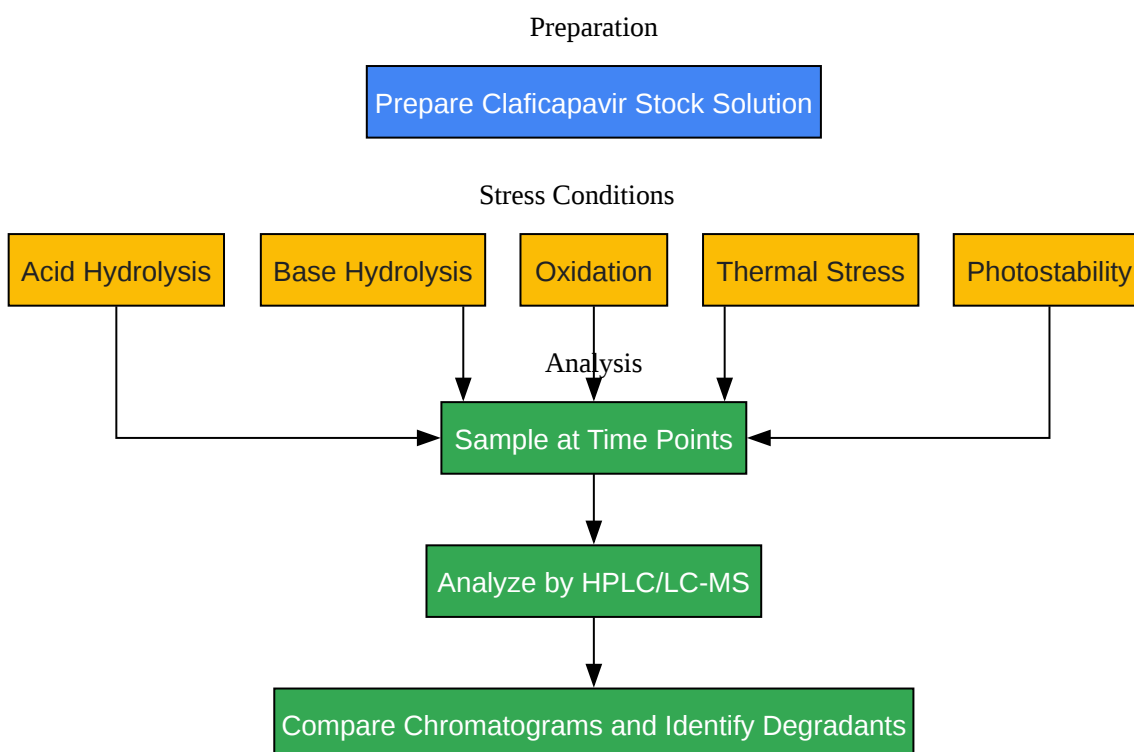 Preparation
Prepare Claficapavir Stock Solution
Stress Conditions
Acid Hydrolysis
Base Hydrolysis
Oxidation
Thermal Stress
Photostability
Analysis
Sample at Time Points
Analyze by HPLC/LC-MS
Compare Chromatograms and Identify Degradants